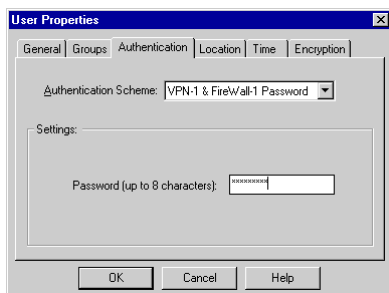 User Properties
General Groups Authentication Location Time Encryption
Authentication Scheme: VPN-1 & FireWall-1 Password
Settings:
Password (up to 8 characters): *********
OK Cancel Help